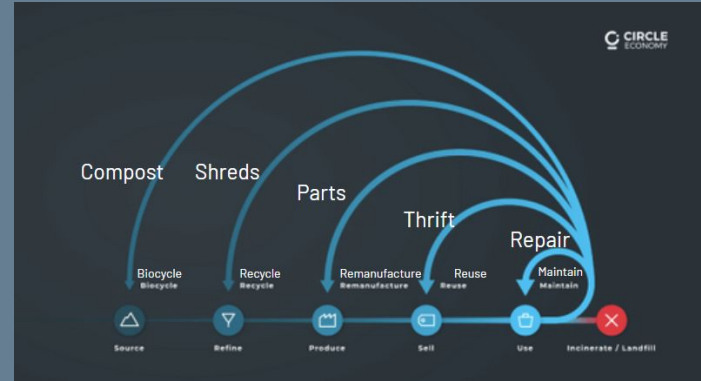 CIRCLE
ECONOMY
Compost
Shreds
Parts
Thrift
Repair
Biocycle
Recycle
Remanufacture
Reuse
Maintain
Biocycle
Recycle
Remanufacture
Reuse
Maintain
Source
Refine
Produce
Sell
Use
Incinerate / Landfill